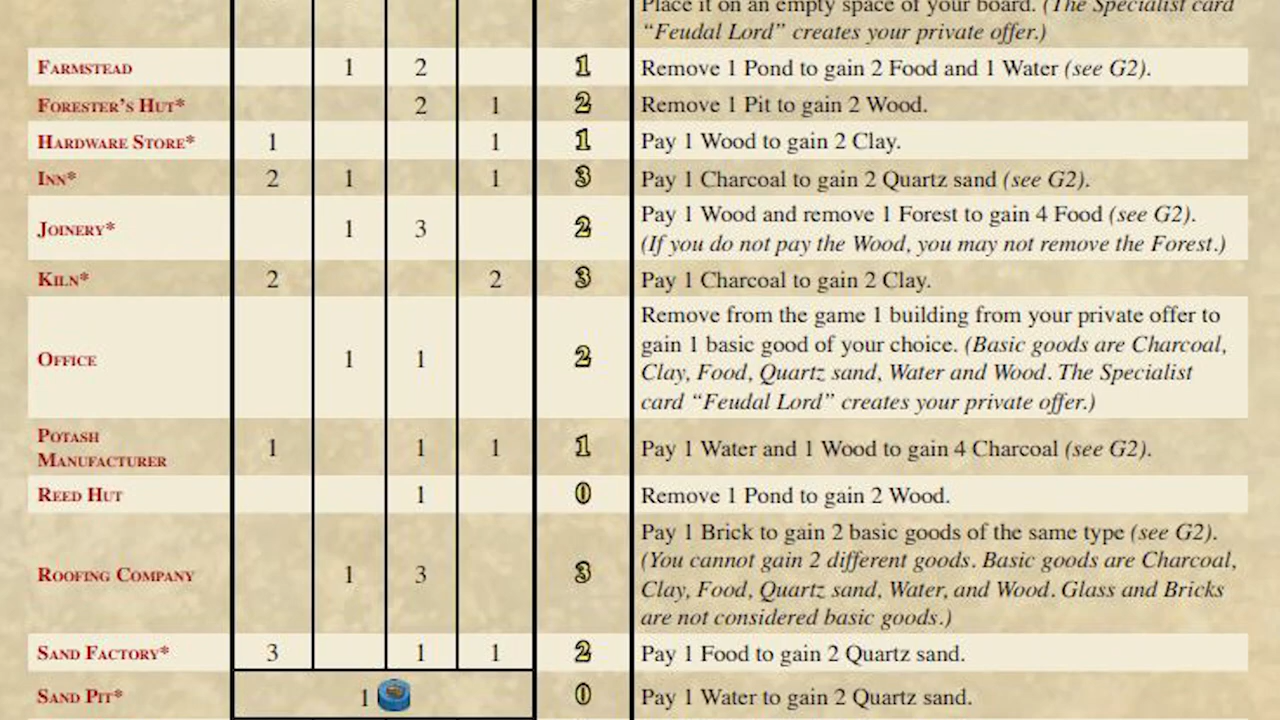 Place it on an empty space of your board. (The Specialist card
“Feudal Lord” creates your private offer.)
FARMSTEAD 1 2 1 Remove 1 Pond to gain 2 Food and 1 Water (see G2).
FORESTER’S HUT* 2 1 2 Remove 1 Pit to gain 2 Wood.
HARDWARE STORE* 1 1 1 Pay 1 Wood to gain 2 Clay.
INN* 2 1 1 3 Pay 1 Charcoal to gain 2 Quartz sand (see G2).
JOINERY* 1 3 2 Pay 1 Wood and remove 1 Forest to gain 4 Food (see G2).
(If you do not pay the Wood, you may not remove the Forest.)
KILN* 2 2 3 Pay 1 Charcoal to gain 2 Clay.
OFFICE 1 1 2 Remove from the game 1 building from your private offer to
gain 1 basic good of your choice. (Basic goods are Charcoal,
Clay, Food, Quartz sand, Water and Wood. The Specialist
card “Feudal Lord” creates your private offer.)
POTASH
MANUFACTURER 1 1 1 1 Pay 1 Water and 1 Wood to gain 4 Charcoal (see G2).
REED HUT 1 0 Remove 1 Pond to gain 2 Wood.
ROOFING COMPANY 1 3 3 Pay 1 Brick to gain 2 basic goods of the same type (see G2).
(You cannot gain 2 different goods. Basic goods are Charcoal,
Clay, Food, Quartz sand, Water, and Wood. Glass and Bricks
are not considered basic goods.)
SAND FACTORY* 3 1 1 2 Pay 1 Food to gain 2 Quartz sand.
SAND PIT* 1 0 Pay 1 Water to gain 2 Quartz sand.